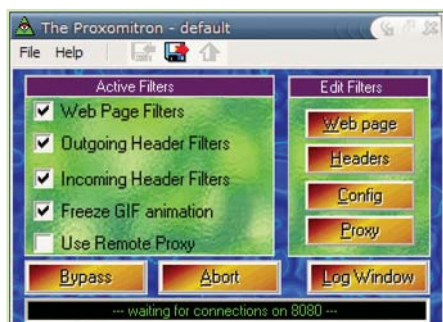 The Proxomitron - default
File Help
Active Filters
Web Page Filters
Outgoing Header Filters
Incoming Header Filters
Freeze GIF animation
Use Remote Proxy
Edit Filters
Web page
Headers
Config
Proxy
Bypass
Abort
Log Window
--- waiting for connections on 8080 ---